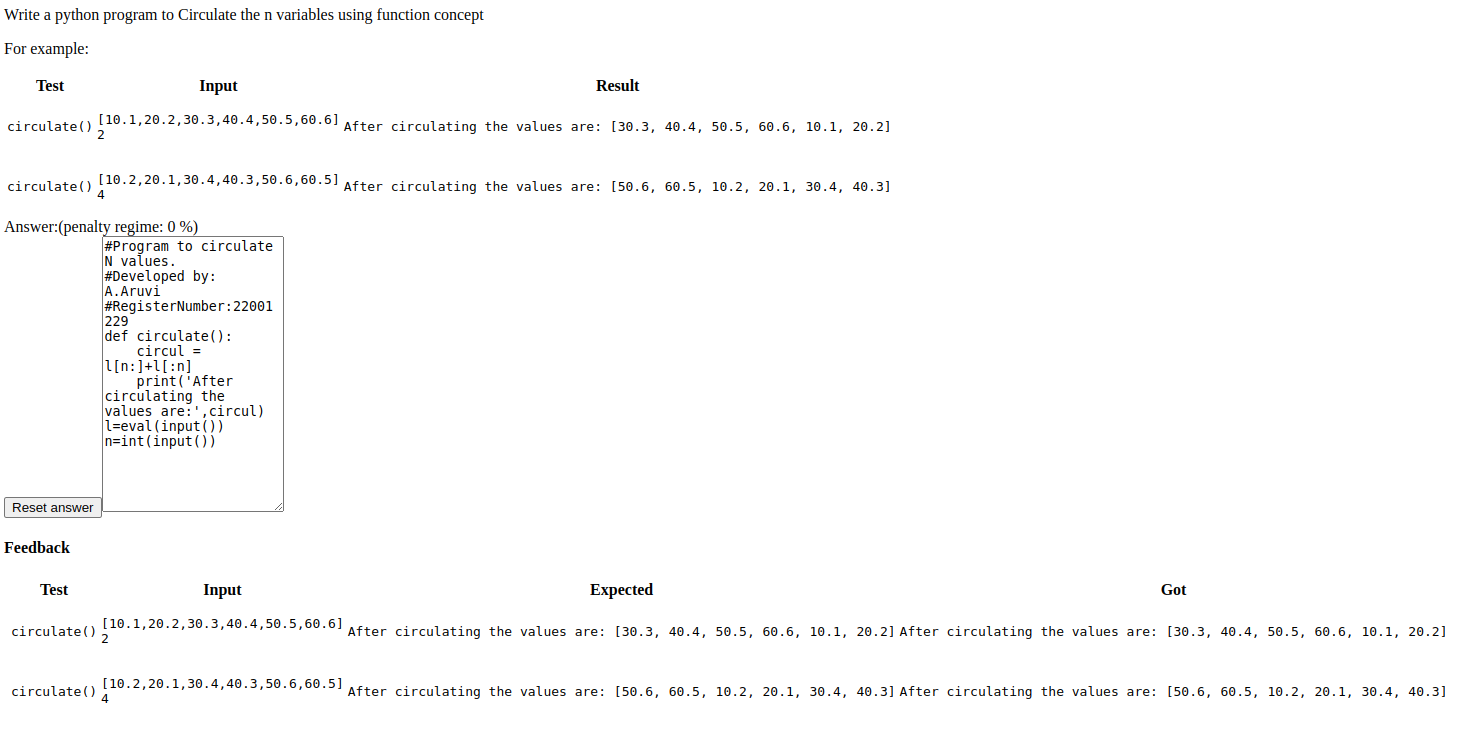 Write a python program to Circulate the n variables using function concept
For example:
Test Input Result
circulate() [10.1,20.2,30.3,40.4,50.5,60.6] After circulating the values are: [30.3, 40.4, 50.5, 60.6, 10.1, 20.2]
2
circulate() [10.2,20.1,30.4,40.3,50.6,60.5] After circulating the values are: [50.6, 60.5, 10.2, 20.1, 30.4, 40.3]
4
Answer:(penalty regime: 0 %)
#Program to circulate
N values.
#Developed by:
A.Aruvi
#RegisterNumber:22001
229
def circulate():
    circul =
l[n:]+l[:n]
    print('After
circulating the
values are:',circul)
l=eval(input())
n=int(input())
Reset answer
Feedback
Test Input Expected Got
circulate() [10.1,20.2,30.3,40.4,50.5,60.6] After circulating the values are: [30.3, 40.4, 50.5, 60.6, 10.1, 20.2] After circulating the values are: [30.3, 40.4, 50.5, 60.6, 10.1, 20.2]
2
circulate() [10.2,20.1,30.4,40.3,50.6,60.5] After circulating the values are: [50.6, 60.5, 10.2, 20.1, 30.4, 40.3] After circulating the values are: [50.6, 60.5, 10.2, 20.1, 30.4, 40.3]
4